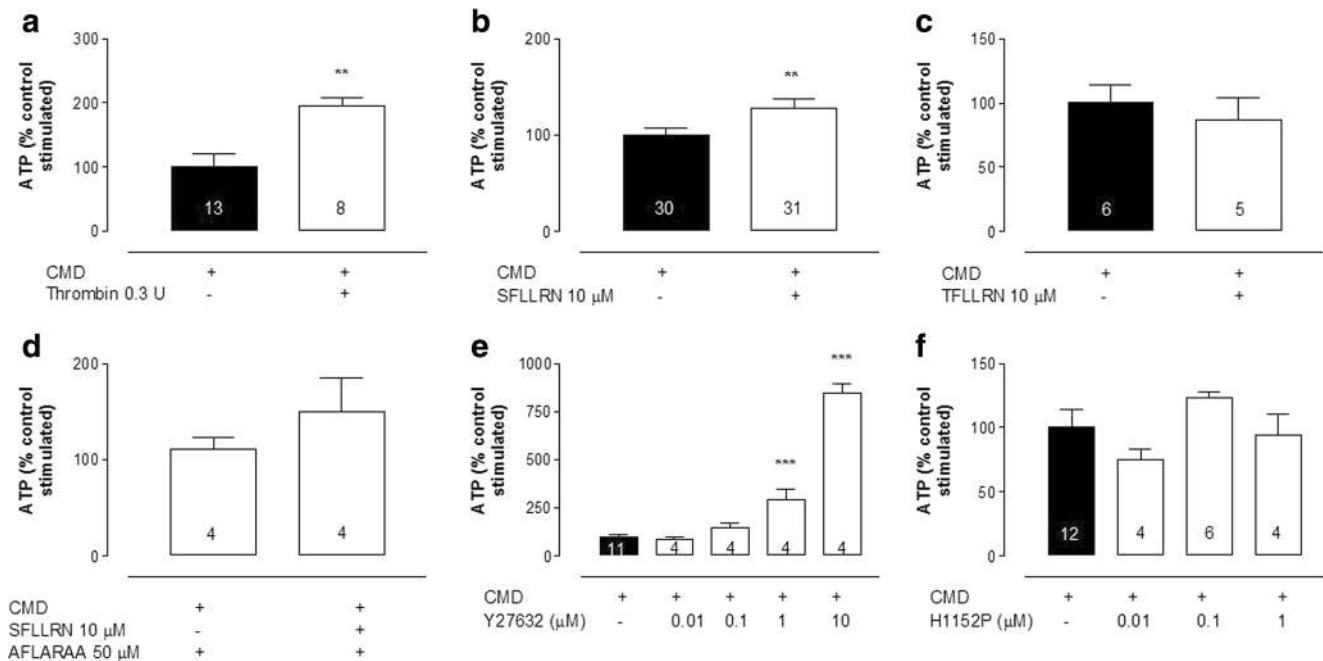 a
ATP (% control
stimulated)
300
200
100
0
**
13
8
CMD + +
Thrombin 0.3 U - +
b
ATP (% control
stimulated)
200
100
0
**
30
31
CMD + +
SFLLRN 10 µM - +
c
ATP (% control
stimulated)
150
100
50
0
6
5
CMD + +
TFLLRN 10 µM - +
d
ATP (% control
stimulated)
200
150
100
50
0
4
4
CMD + +
SFLLRN 10 µM - +
AFLARAA 50 µM + +
e
ATP (% control
stimulated)
1000
750
500
250
0
***
***
11
4
4
4
4
CMD + + + + +
Y27632 (µM) - 0.01 0.1 1 10
f
ATP (% control
stimulated)
150
100
50
0
12
4
6
4
CMD + + + +
H1152P(µM) - 0.01 0.1 1